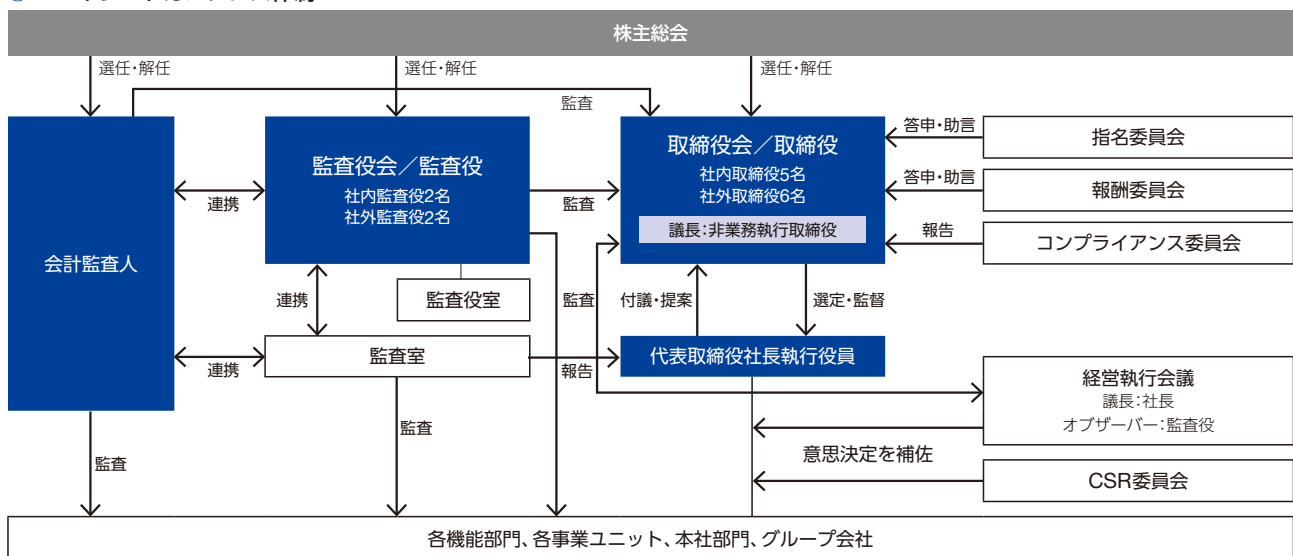 株主総会
選任・解任
選任・解任
選任・解任
監査
会計監査人
監査役会／監査役
社内監査役2名
社外監査役2名
取締役会／取締役
社内取締役5名
社外取締役6名
議長：非業務執行取締役
答申・助言
指名委員会
答申・助言
報酬委員会
報告
コンプライアンス委員会
連携
監査
連携
監査役室
監査
付議・提案
選定・監督
連携
監査室
報告
代表取締役社長執行役員
経営執行会議
議長：社長
オブザーバー：監査役
監査
監査
意思決定を補佐
CSR委員会
各機能部門、各事業ユニット、本社部門、グループ会社